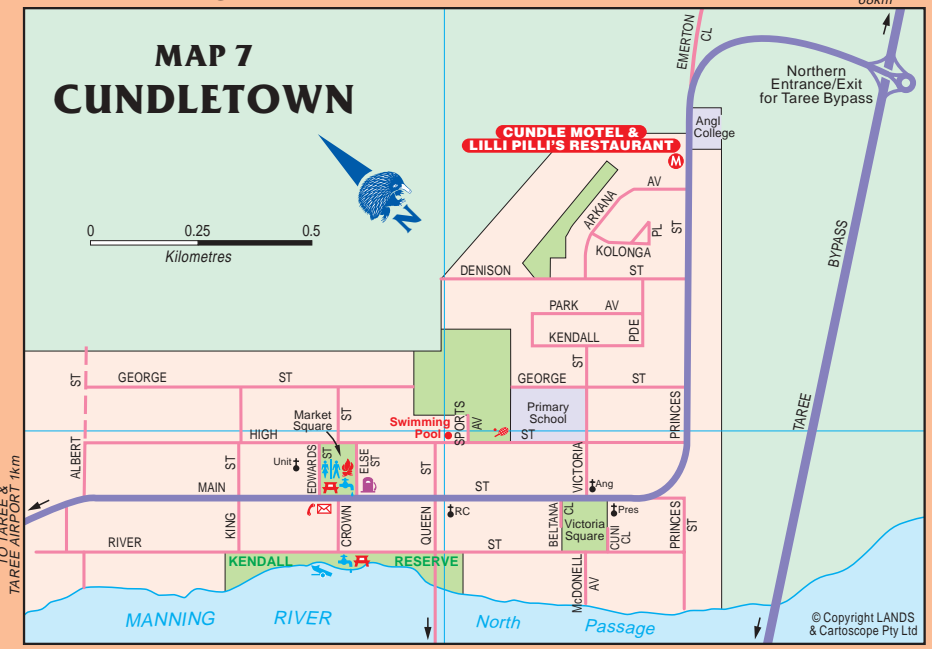 MAP 7
CUNDLETOWN
EMERTON
CL
Northern
Entrance/Exit
for Taree Bypass
Angl
College
CUNDLE MOTEL &
LILLI PILLI'S RESTAURANT
M
N
0 0.25 0.5
Kilometres
ARKANA
AV
PL
ST
KOLONGA
DENISON
ST
BYPASS
TAREE
PARK AV
KENDALL
PDE
ST
GEORGE ST
GEORGE ST
ST
ALBERT
Market
Square
ST
Swimming
Pool
SPORTS
AV
Primary
School
PRINCES
HIGH
ST
Unit
EDWARDS
ST
ELSE
ST
ST
ST
VICTORIA
Ang
MAIN
ST
KING
CROWN
QUEEN
RC
BELTANA
CL
Victoria
Square
Pres
CUNI
CL
PRINCES
ST
RIVER
ST
KENDALL RESERVE
McDONELL
AV
MANNING RIVER North Passage
TO TAREE &
TAREE AIRPORT 1km
© Copyright LANDS
& Cartoscope Pty Ltd